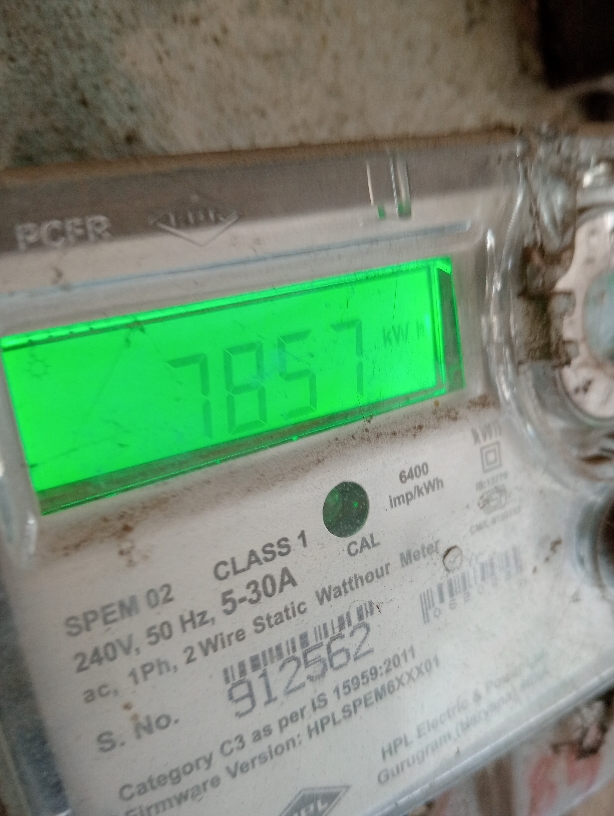 7857 kWh
6400
imp/kWh
CAL
SPEM 02 CLASS 1
240V, 50 Hz, 5-30A
ac, 1Ph, 2 Wire Static Watthour Meter
S. No. 912562
Category C3 as per IS 15959:2011
Firmware Version: HPLSPEM6XXX01
HPL Electric & Power
Gurugram
HPL